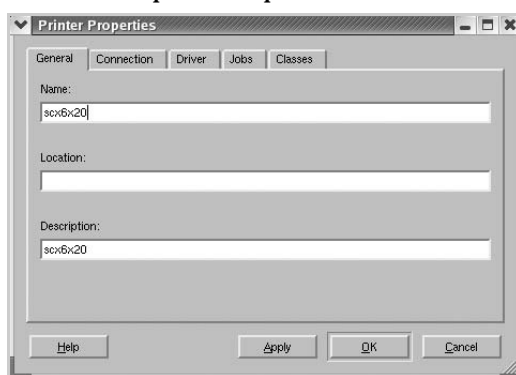 Printer Properties
General Connection Driver Jobs Classes
Name:
scx6x20
Location:
Description:
scx6x20
Help Apply OK Cancel